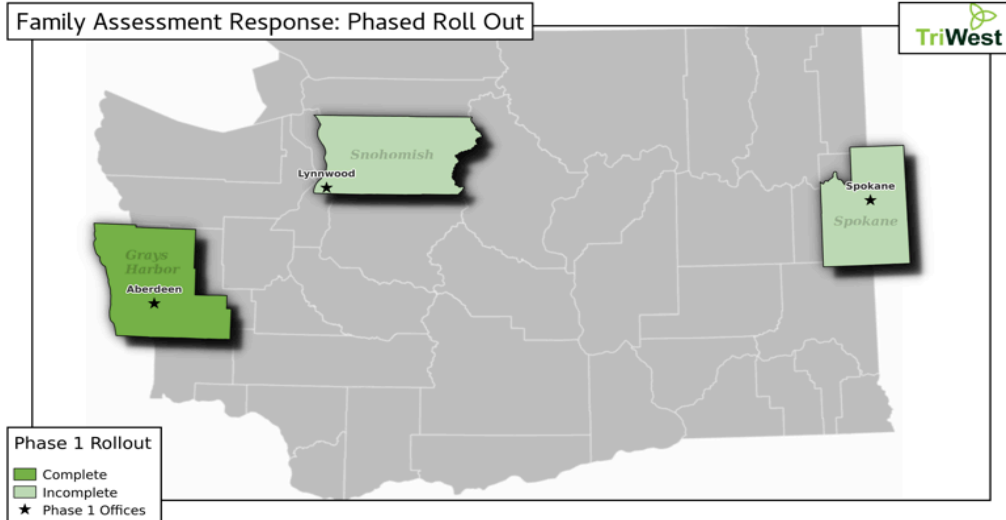 Family Assessment Response: Phased Roll Out
TriWest
Snohomish
Lynnwood
Spokane
Spokane
Grays
Harbor
Aberdeen
Phase 1 Rollout
Complete
Incomplete
Phase 1 Offices